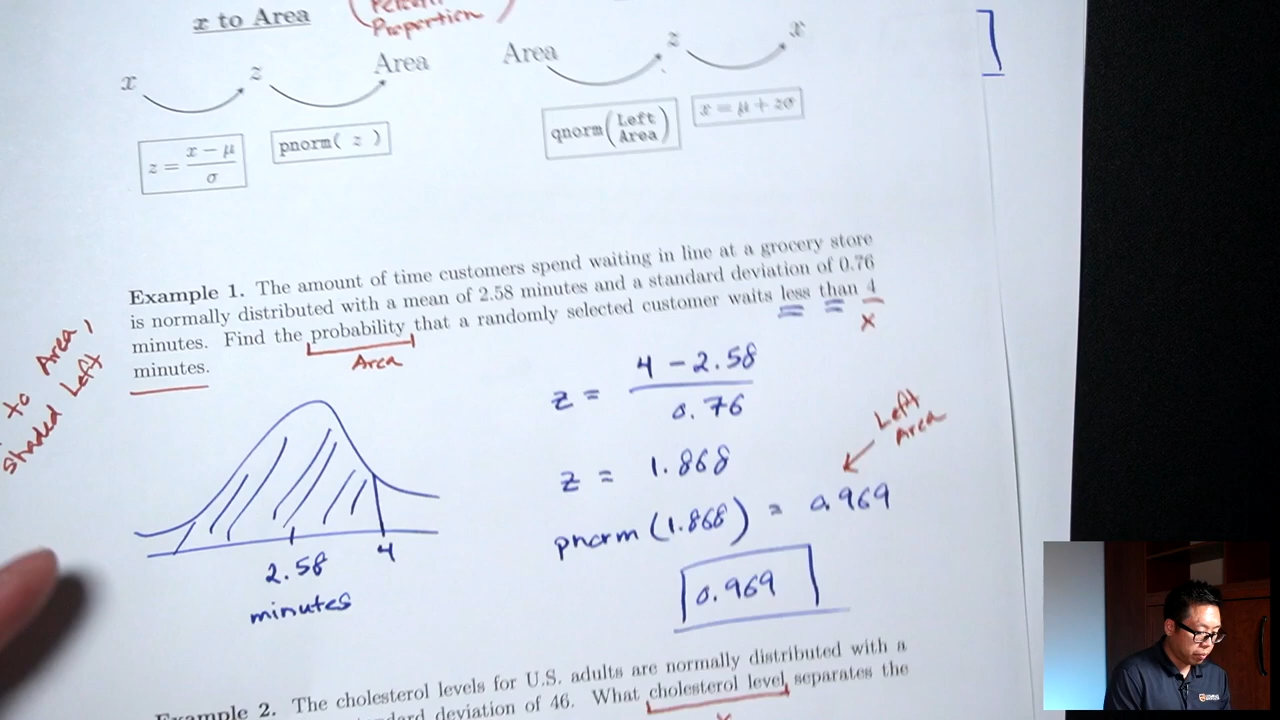 x to Area
Percent
Proportion
x z Area
Area z x
z = x − μ / σ
pnorm( z )
qnorm(Left Area)
x = μ + zσ
Example 1. The amount of time customers spend waiting in line at a grocery store
is normally distributed with a mean of 2.58 minutes and a standard deviation of 0.76
minutes. Find the probability that a randomly selected customer waits less than 4
minutes.
Area
x
to Area,
shaded Left
z = 4 − 2.58 / 0.76
z = 1.868
Left
Area
pnorm (1.868) = 0.969
0.969
2.58
4
minutes
Example 2. The cholesterol levels for U.S. adults are normally distributed with a
deviation of 46. What cholesterol level separates the